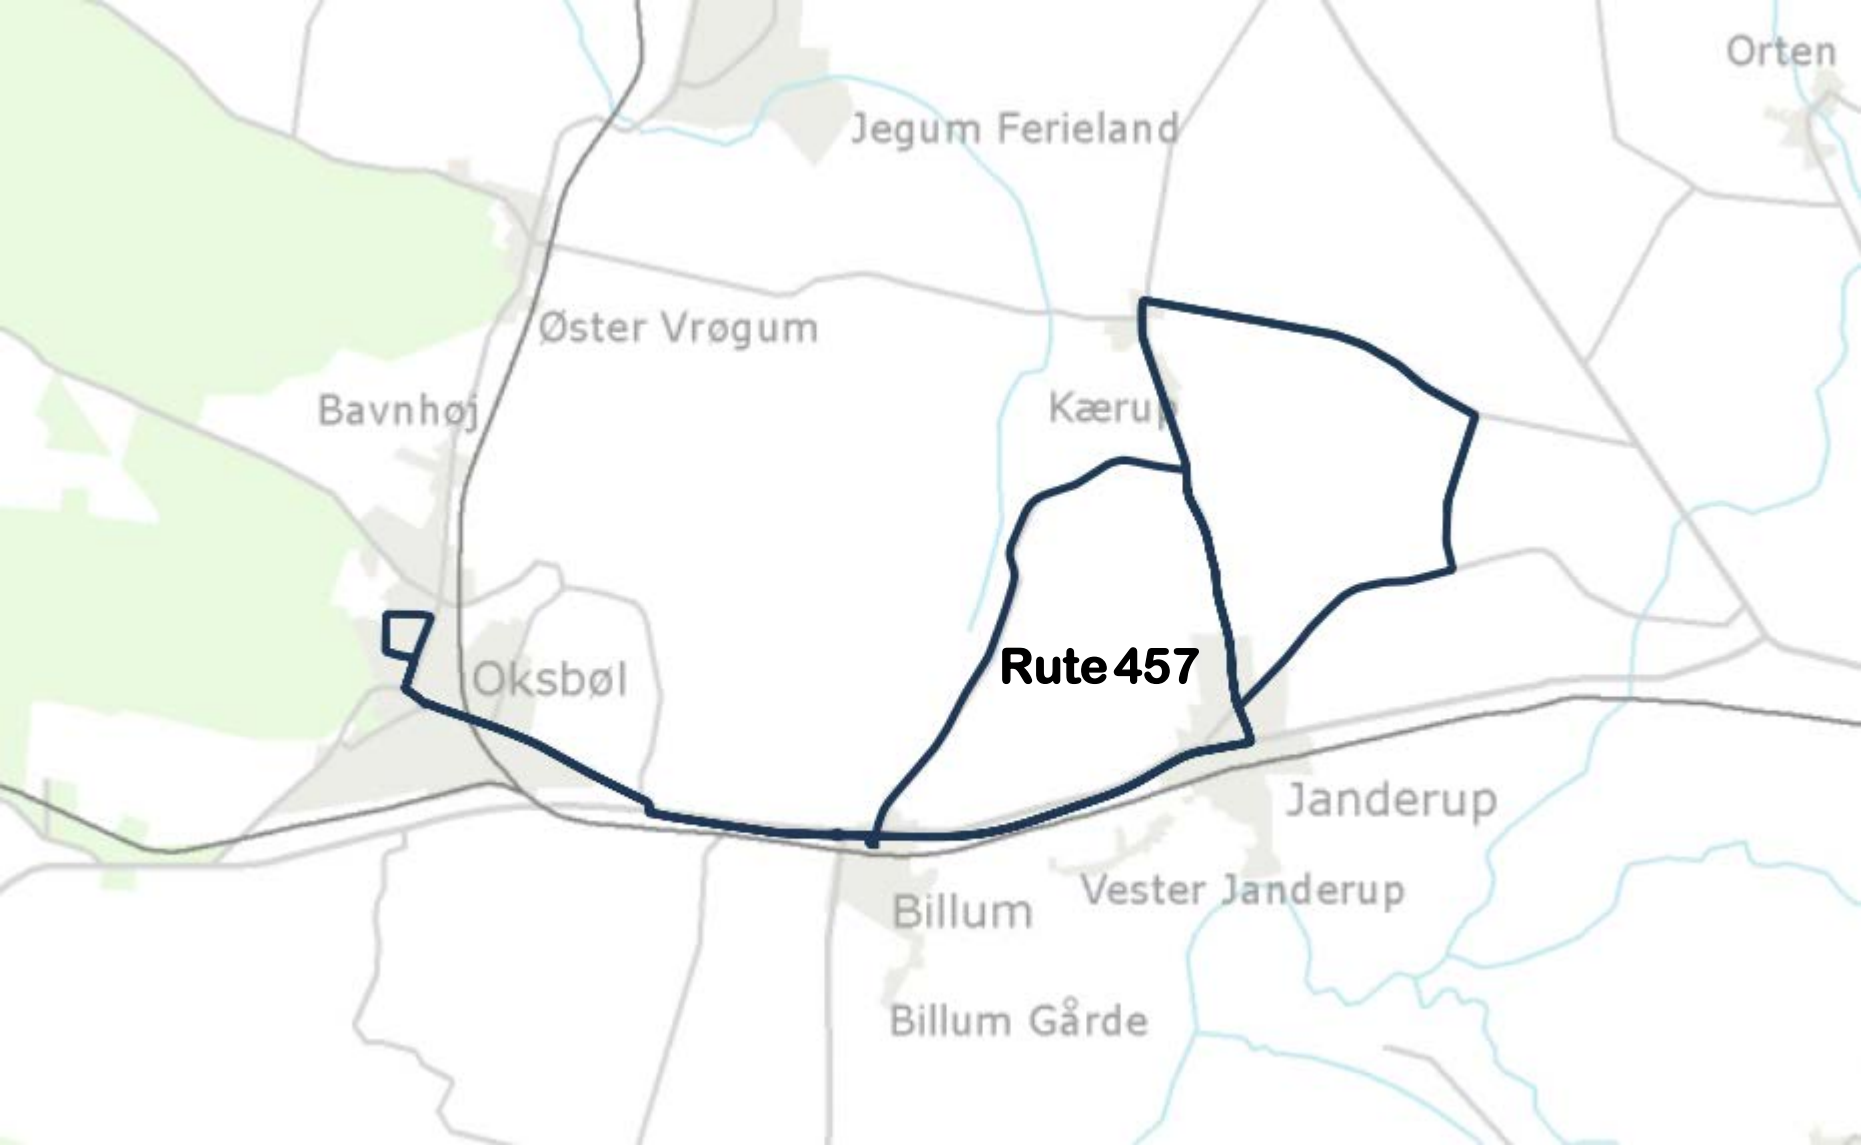 Orten
Jegum Ferieland
Øster Vrøgum
Bavnhøj
Kærup
Rute 457
Oksbøl
Janderup
Vester Janderup
Billum
Billum Gårde